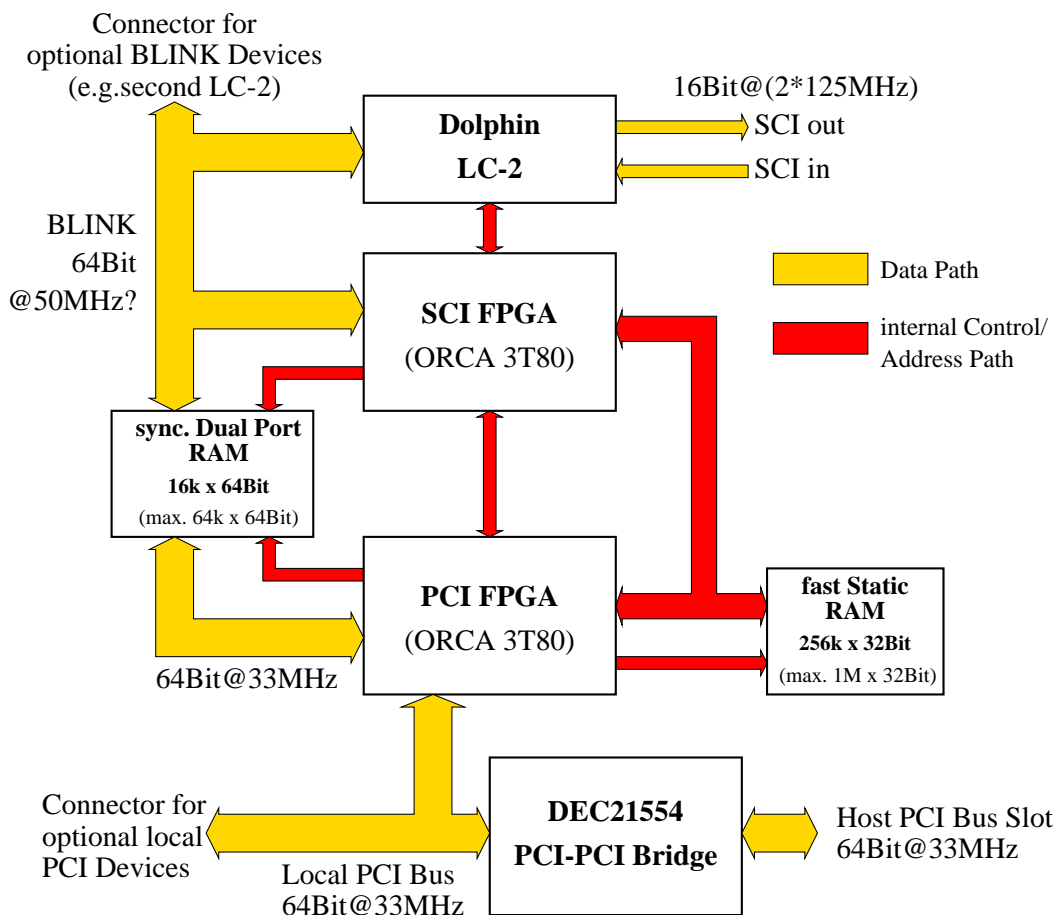 Connector for
optional BLINK Devices
(e.g.second LC-2)
16Bit@(2*125MHz)
Dolphin
LC-2
SCI out
SCI in
BLINK
64Bit
@50MHz?
SCI FPGA
(ORCA 3T80)
Data Path
internal Control/
Address Path
sync. Dual Port
RAM
16k x 64Bit
(max. 64k x 64Bit)
PCI FPGA
(ORCA 3T80)
fast Static
RAM
256k x 32Bit
(max. 1M x 32Bit)
64Bit@33MHz
Connector for
optional local
PCI Devices
Local PCI Bus
64Bit@33MHz
DEC21554
PCI-PCI Bridge
Host PCI Bus Slot
64Bit@33MHz